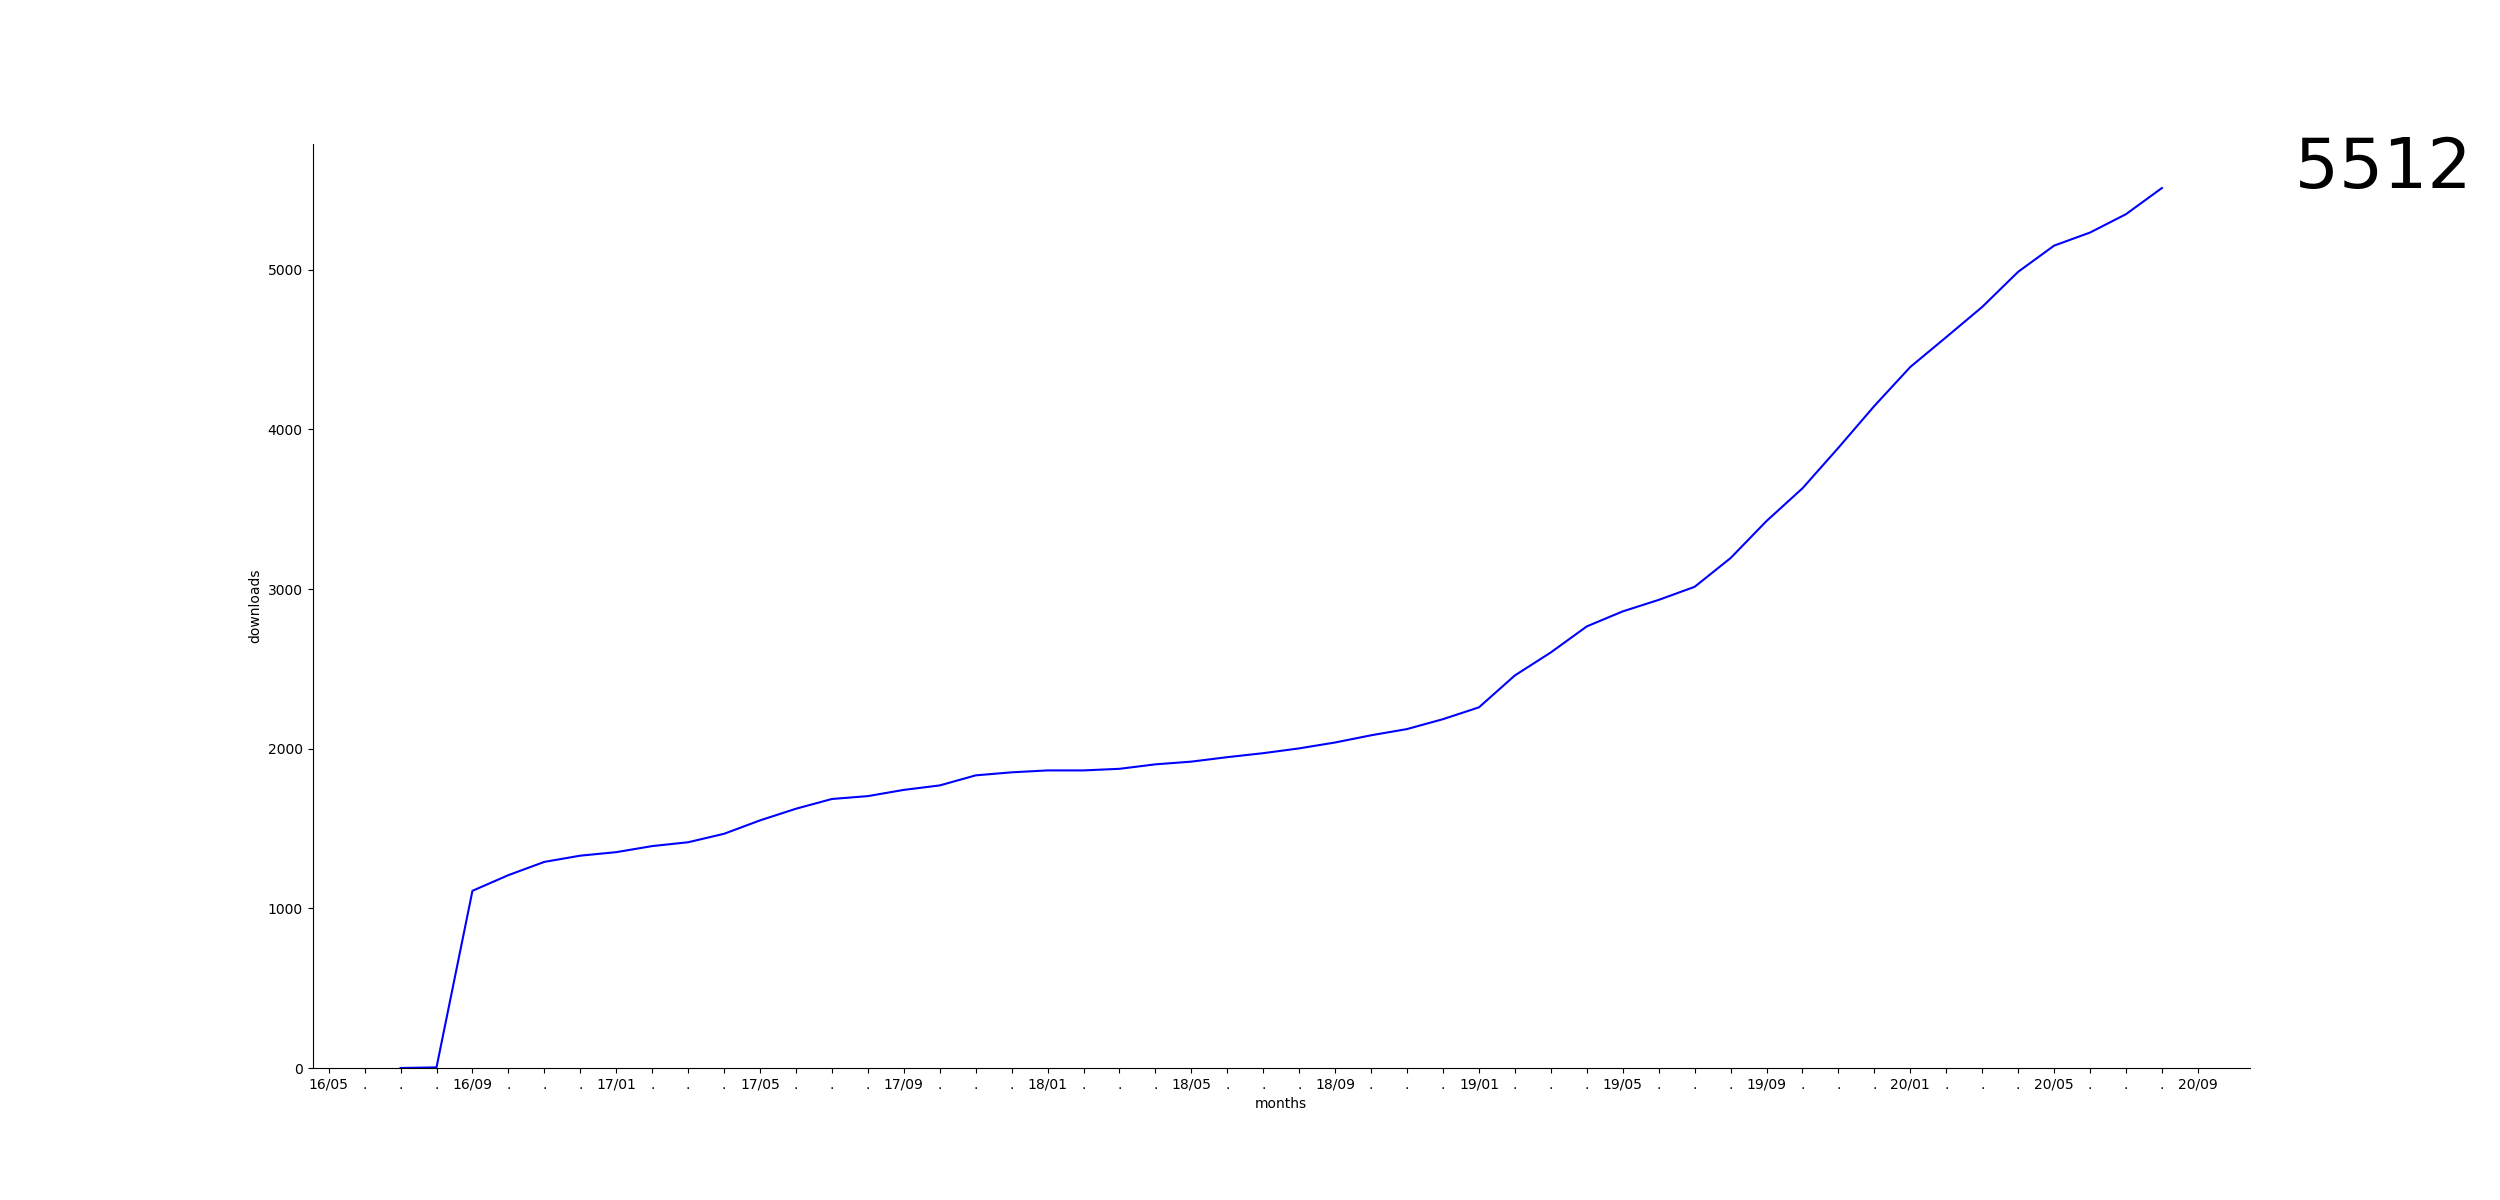 5512
5000
4000
3000
2000
1000
0
downloads
16/05 . . . 16/09 . . . 17/01 . . . 17/05 . . . 17/09 . . . 18/01 . . . 18/05 . . . 18/09 . . . 19/01 . . . 19/05 . . . 19/09 . . . 20/01 . . . 20/05 . . . 20/09
months